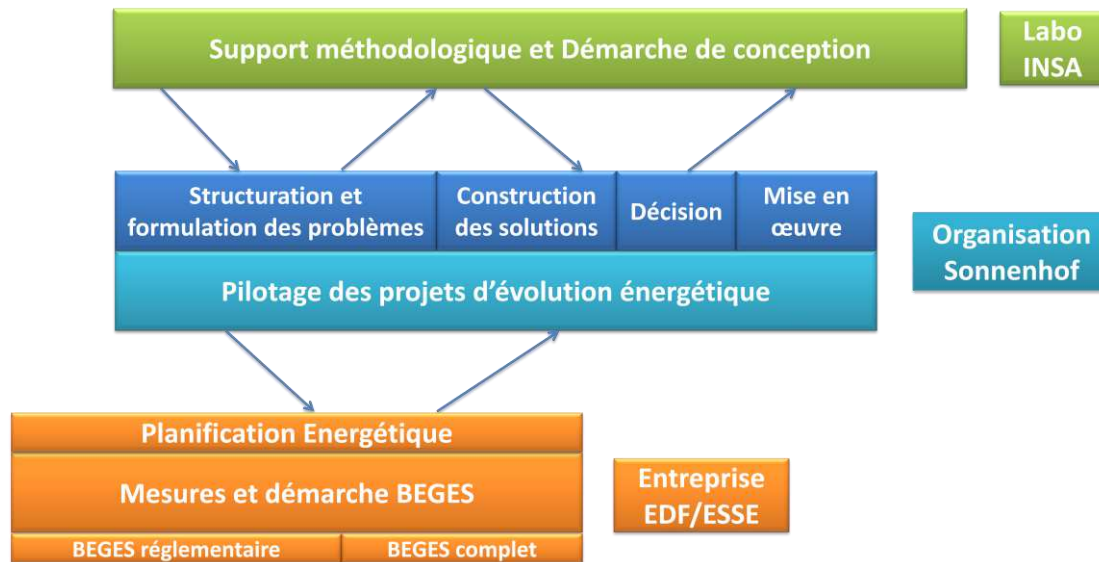 Support méthodologique et Démarche de conception
Labo
INSA
Structuration et
formulation des problèmes
Construction
des solutions
Décision
Mise en
œuvre
Organisation
Sonnenhof
Pilotage des projets d'évolution énergétique
Planification Energétique
Mesures et démarche BEGES
Entreprise
EDF/ESSE
BEGES réglementaire
BEGES complet